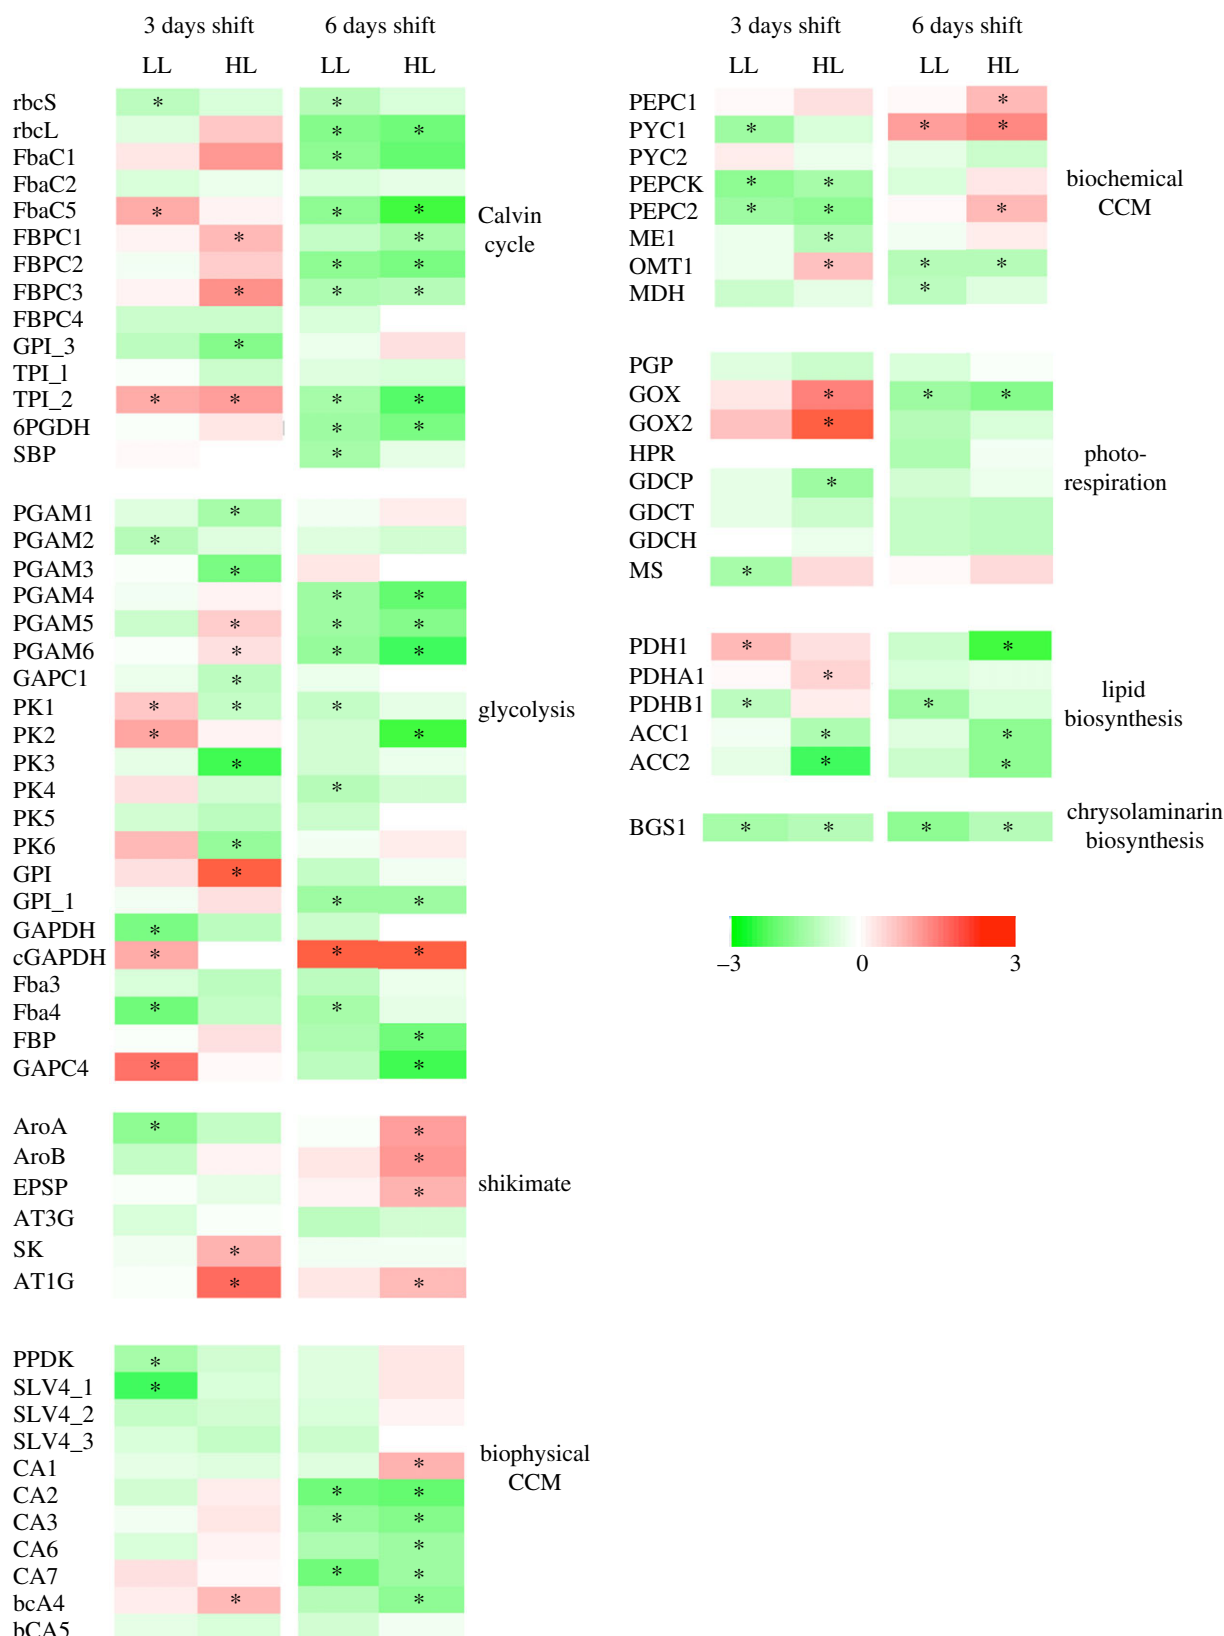 3 days shift 6 days shift
LL HL LL HL
rbcS * *
rbcL * *
FbaC1 *
FbaC2
FbaC5 * * *
FBPC1 * *
FBPC2 * *
FBPC3 * * *
FBPC4
GPI_3 *
TPI_1
TPI_2 * * * *
6PGDH * *
SBP *
Calvin
cycle
PGAM1 *
PGAM2 *
PGAM3 *
PGAM4 * *
PGAM5 * * *
PGAM6 * * *
GAPC1 *
PK1 * * *
PK2 * *
PK3 *
PK4 *
PK5
PK6 *
GPI *
GPI_1 * *
GAPDH *
cGAPDH * * *
Fba3
Fba4 * *
FBP *
GAPC4 * *
glycolysis
AroA * *
AroB *
EPSP *
AT3G
SK *
AT1G * *
shikimate
PPDK *
SLV4_1 *
SLV4_2
SLV4_3
CA1 *
CA2 * *
CA3 * *
CA6 *
CA7 * *
bcA4 * *
bCA5
biophysical
CCM
3 days shift 6 days shift
LL HL LL HL
PEPC1 *
PYC1 * * *
PYC2
PEPCK * *
PEPC2 * * *
ME1 *
OMT1 * * *
MDH *
biochemical
CCM
PGP
GOX * * *
GOX2 *
HPR
GDCP *
GDCT
GDCH
MS *
photo-
respiration
PDH1 * *
PDHA1 *
PDHB1 * *
ACC1 * *
ACC2 * *
lipid
biosynthesis
BGS1 * * * *
chrysolaminarin
biosynthesis
–3 0 3